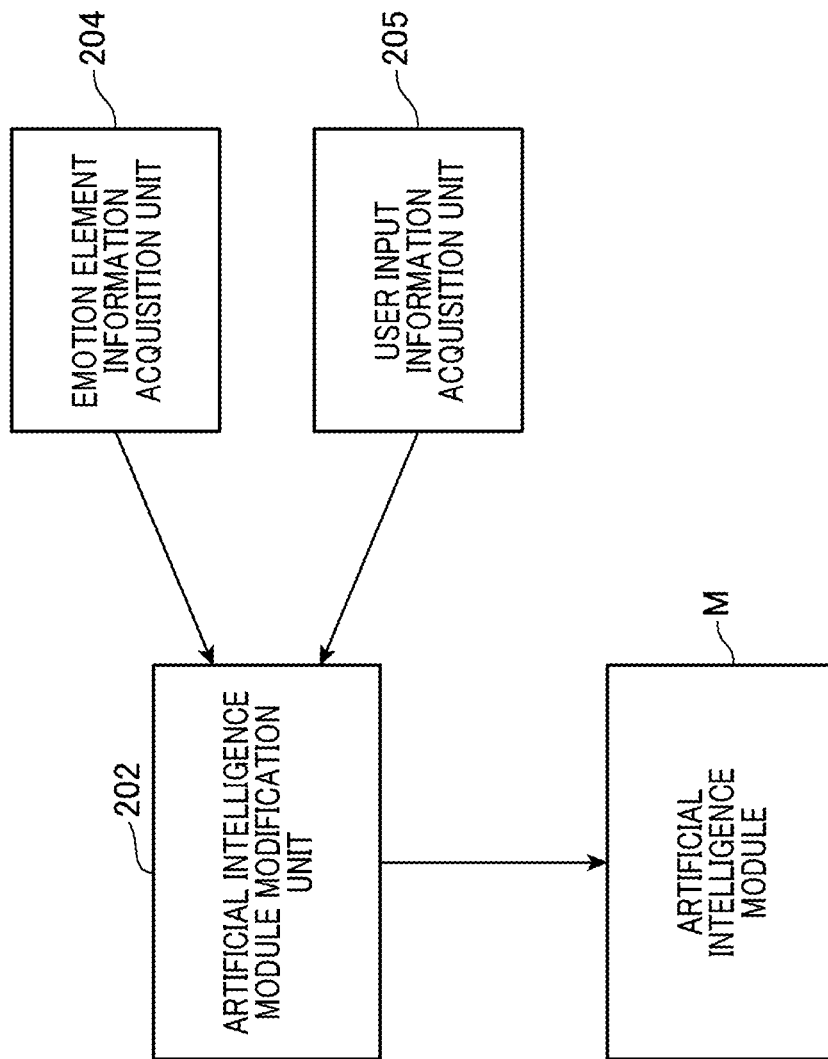 EMOTION ELEMENT
INFORMATION
ACQUISITION UNIT
204
202
ARTIFICIAL INTELLIGENCE
MODULE MODIFICATION
UNIT
USER INPUT
INFORMATION
ACQUISITION UNIT
205
ARTIFICIAL
INTELLIGENCE
MODULE
M